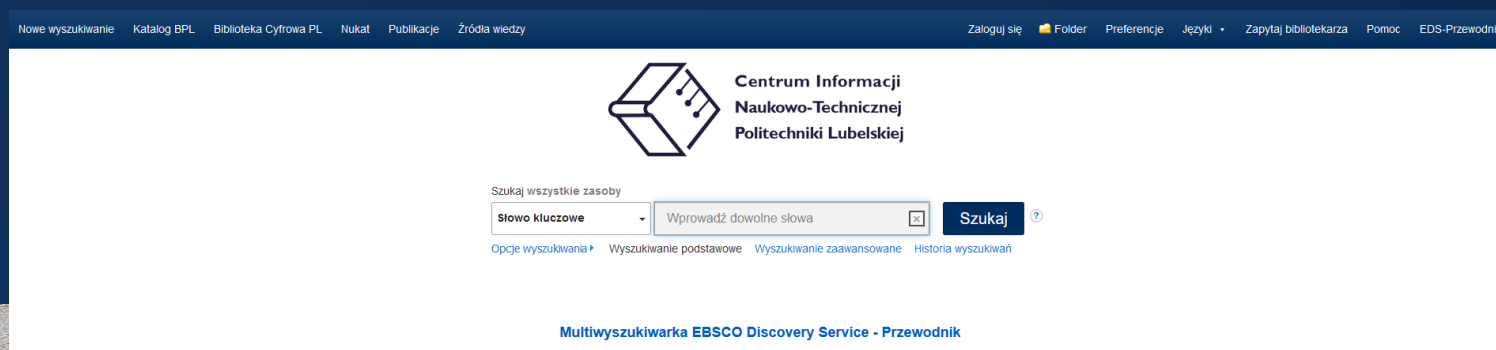 Nowe wyszukiwanie Katalog BPL Biblioteka Cyfrowa PL Nukat Publikacje Źródła wiedzy Zaloguj się Folder Preferencje Języki Zapytaj bibliotekarza Pomoc EDS-Przewodni
Centrum Informacji
Naukowo-Technicznej
Politechniki Lubelskiej
Szukaj wszystkie zasoby
Słowo kluczowe Wprowadź dowolne słowa Szukaj ?
Opcje wyszukiwania Wyszukiwanie podstawowe Wyszukiwanie zaawansowane Historia wyszukiwań
Multiwyszukiwarka EBSCO Discovery Service - Przewodnik